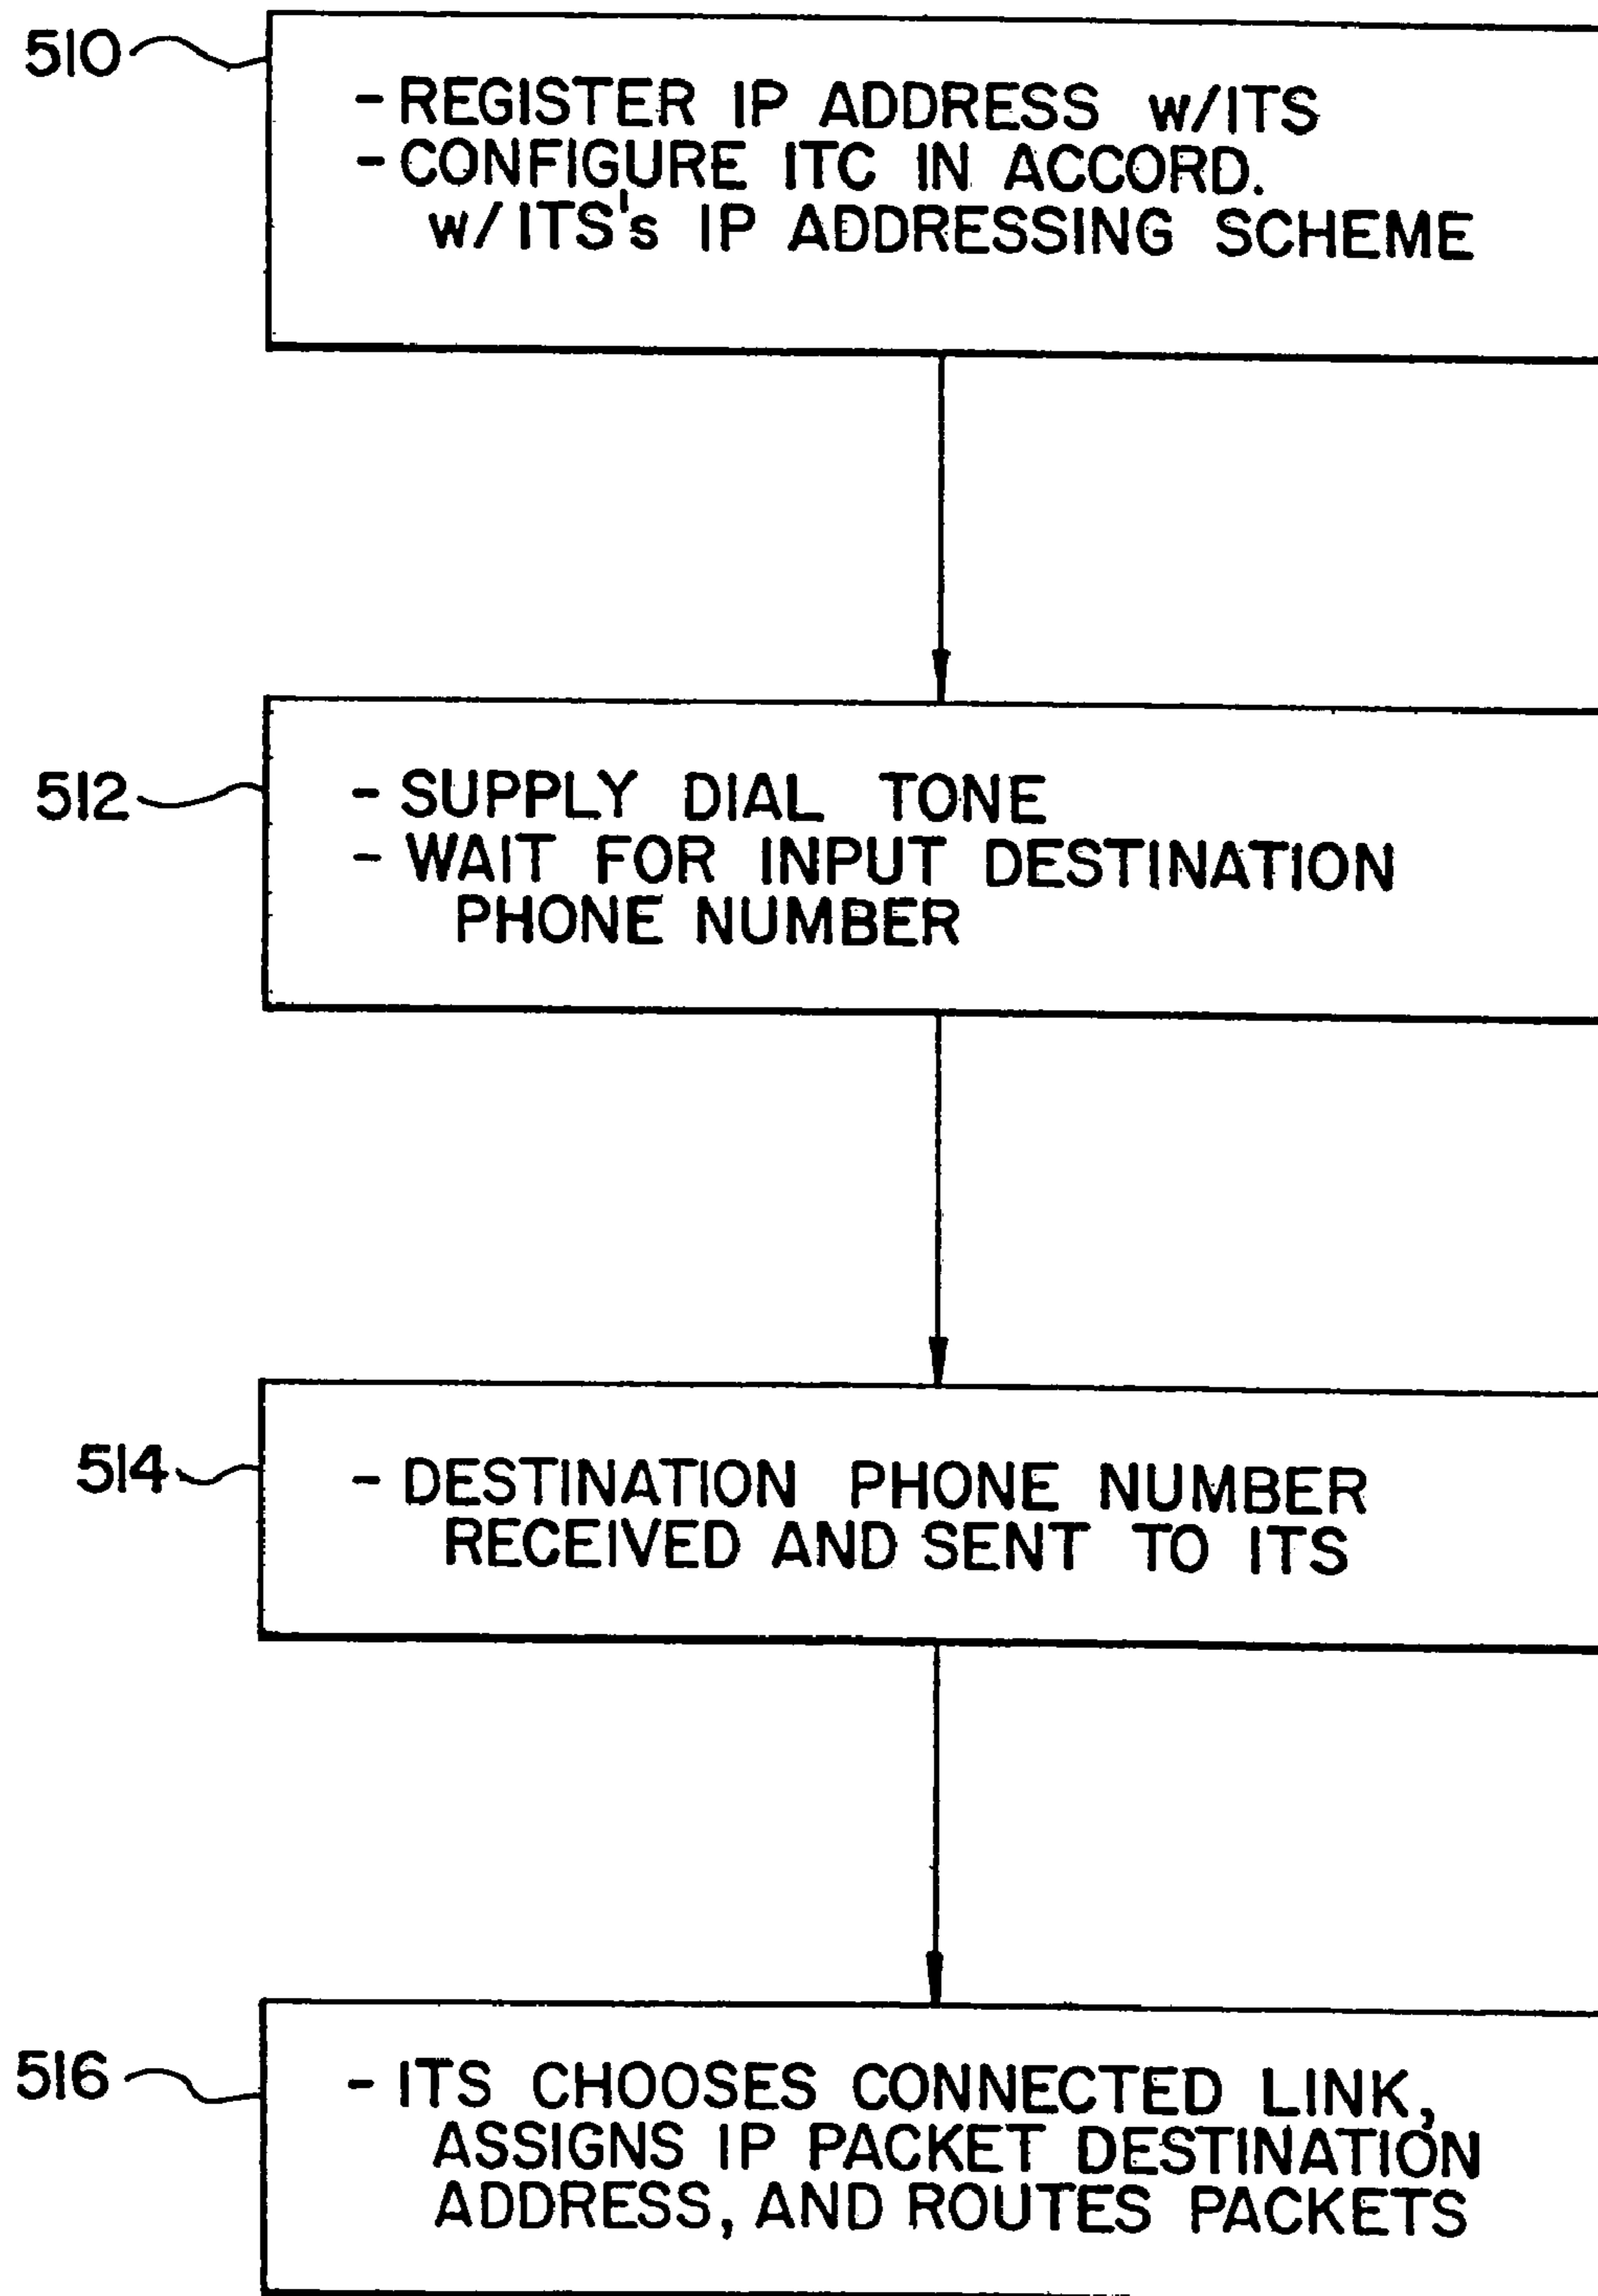 510
- REGISTER IP ADDRESS w/ITS
- CONFIGURE ITC IN ACCORD.
w/ITS's IP ADDRESSING SCHEME
512
- SUPPLY DIAL TONE
- WAIT FOR INPUT DESTINATION
PHONE NUMBER
514
- DESTINATION PHONE NUMBER
RECEIVED AND SENT TO ITS
516
- ITS CHOOSES CONNECTED LINK,
ASSIGNS IP PACKET DESTINATION
ADDRESS, AND ROUTES PACKETS